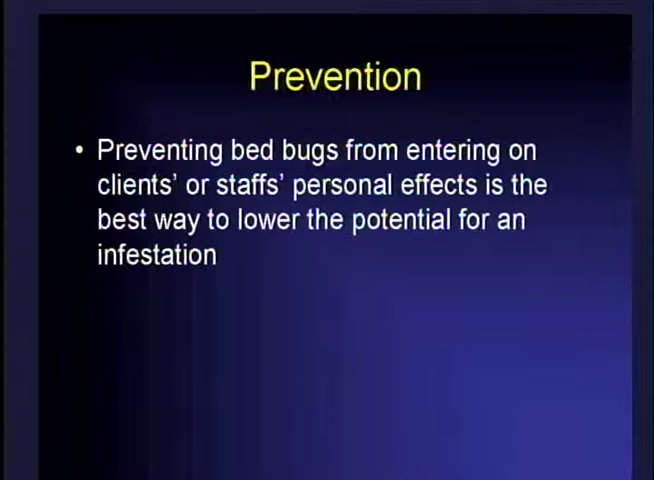 Prevention
• Preventing bed bugs from entering on
clients' or staffs' personal effects is the
best way to lower the potential for an
infestation